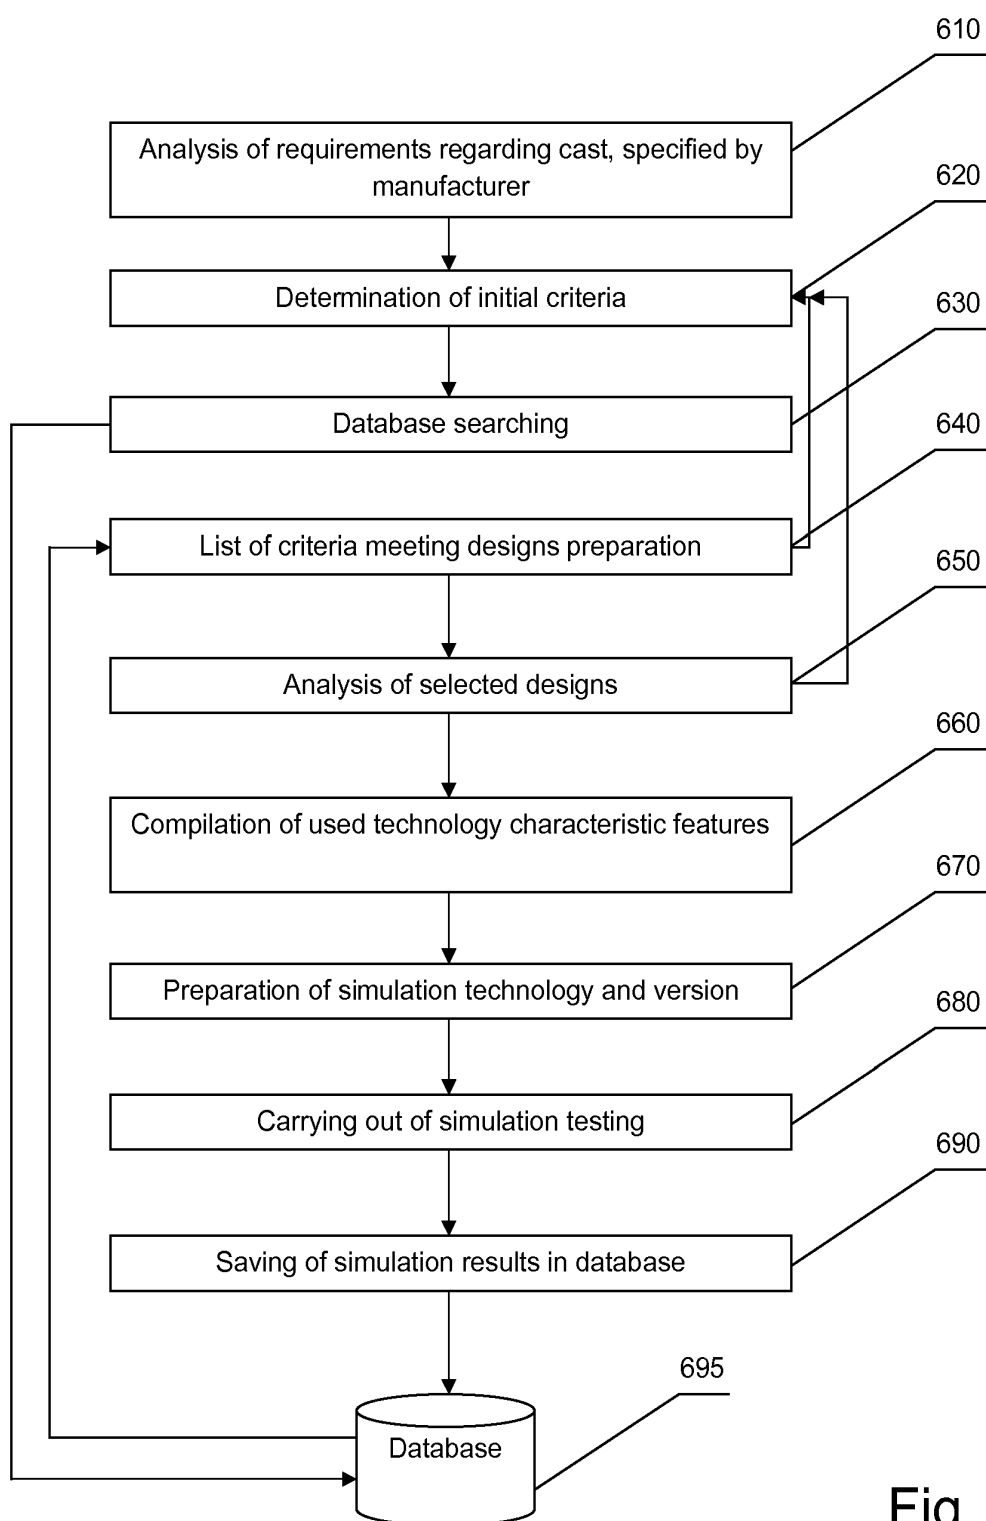 610
Analysis of requirements regarding cast, specified by
manufacturer
620
Determination of initial criteria
630
Database searching
640
List of criteria meeting designs preparation
650
Analysis of selected designs
660
Compilation of used technology characteristic features
670
Preparation of simulation technology and version
680
Carrying out of simulation testing
690
Saving of simulation results in database
695
Database
Fig